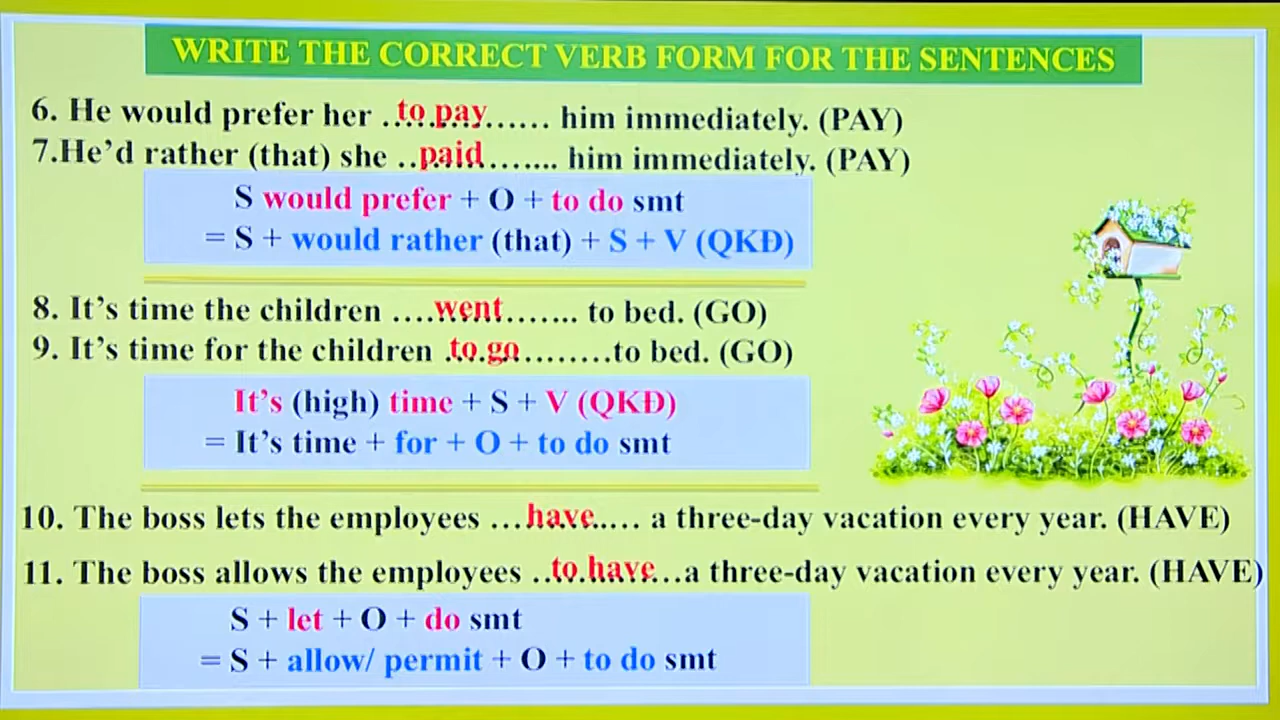 WRITE THE CORRECT VERB FORM FOR THE SENTENCES
6. He would prefer her ....to pay......... him immediately. (PAY)
7.He’d rather (that) she ..paid....... him immediately. (PAY)
S would prefer + O + to do smt
= S + would rather (that) + S + V (QKĐ)
8. It’s time the children ....went....... to bed. (GO)
9. It’s time for the children .to go........to bed. (GO)
It’s (high) time + S + V (QKĐ)
= It’s time + for + O + to do smt
10. The boss lets the employees ...have..... a three-day vacation every year. (HAVE)
11. The boss allows the employees ..to have...a three-day vacation every year. (HAVE)
S + let + O + do smt
= S + allow/ permit + O + to do smt